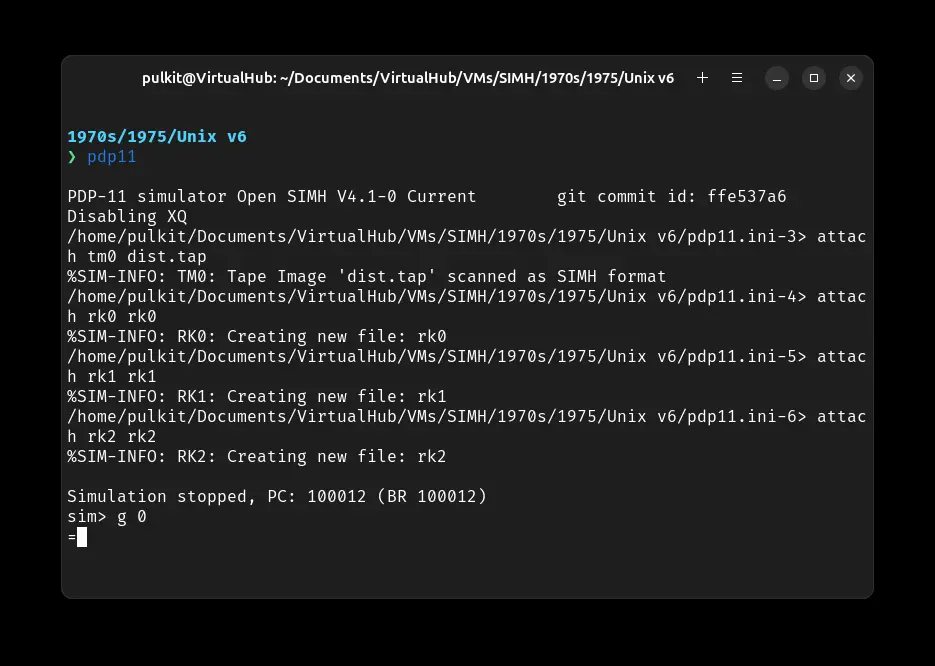 pulkit@VirtualHub: ~/Documents/VirtualHub/VMs/SIMH/1970s/1975/Unix v6
1970s/1975/Unix v6
❯ pdp11
PDP-11 simulator Open SIMH V4.1-0 Current        git commit id: ffe537a6
Disabling XQ
/home/pulkit/Documents/VirtualHub/VMs/SIMH/1970s/1975/Unix v6/pdp11.ini-3> attac
h tm0 dist.tap
%SIM-INFO: TM0: Tape Image 'dist.tap' scanned as SIMH format
/home/pulkit/Documents/VirtualHub/VMs/SIMH/1970s/1975/Unix v6/pdp11.ini-4> attac
h rk0 rk0
%SIM-INFO: RK0: Creating new file: rk0
/home/pulkit/Documents/VirtualHub/VMs/SIMH/1970s/1975/Unix v6/pdp11.ini-5> attac
h rk1 rk1
%SIM-INFO: RK1: Creating new file: rk1
/home/pulkit/Documents/VirtualHub/VMs/SIMH/1970s/1975/Unix v6/pdp11.ini-6> attac
h rk2 rk2
%SIM-INFO: RK2: Creating new file: rk2
Simulation stopped, PC: 100012 (BR 100012)
sim> g 0
=